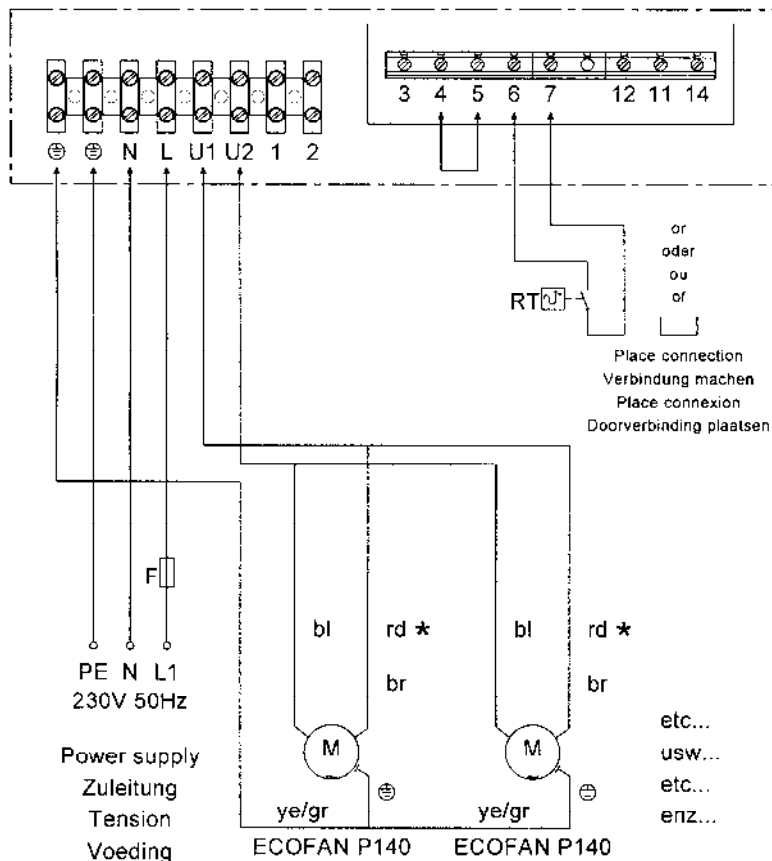 3 4 5 6 7 12 11 14
N L U1 U2 1 2
or
oder
ou
of
RT
Place connection
Verbindung machen
Place connexion
Doorverbinding plaatsen
F
PE N L1
230V 50Hz
Power supply
Zuleitung
Tension
Voeding
bl rd * bl rd *
br br
M M
etc...
usw...
etc...
enz...
ye/gr ye/gr
ECOFAN P140 ECOFAN P140